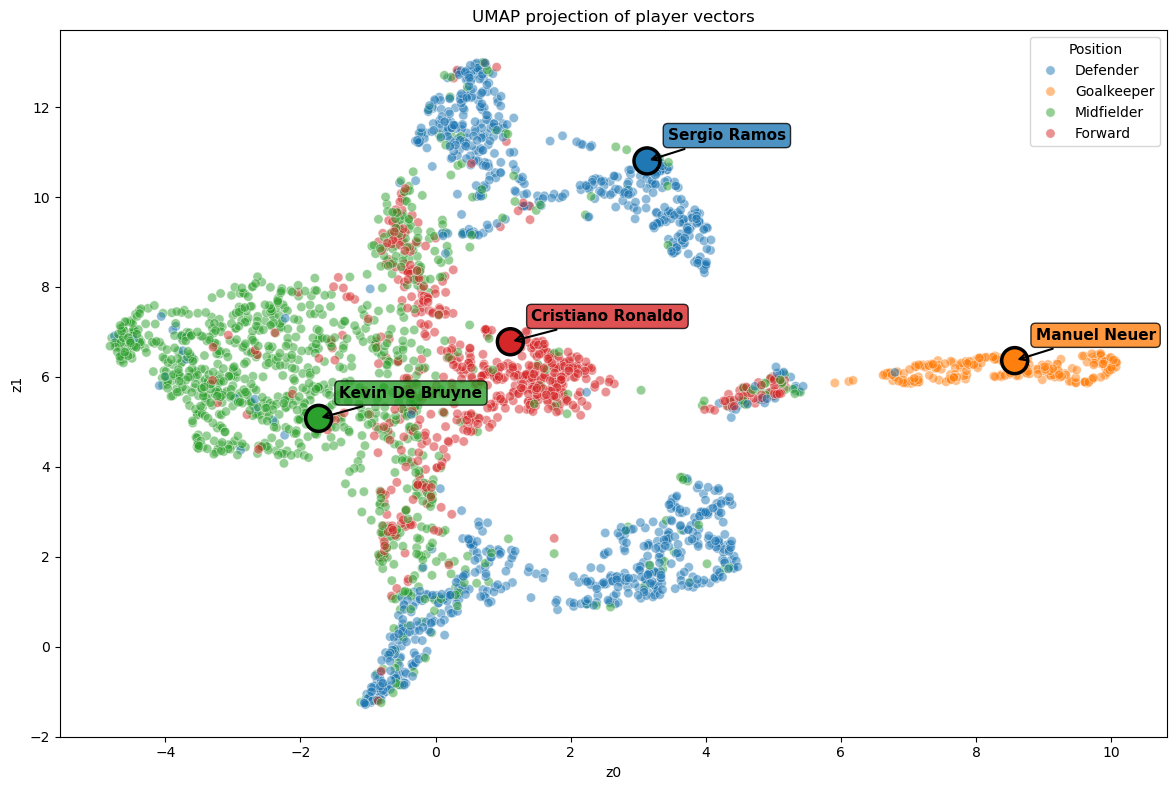 UMAP projection of player vectors
Position
Defender
Goalkeeper
Midfielder
Forward
Sergio Ramos
Cristiano Ronaldo
Manuel Neuer
Kevin De Bruyne
12
10
8
6
4
2
0
−2
z1
−4 −2 0 2 4 6 8 10
z0